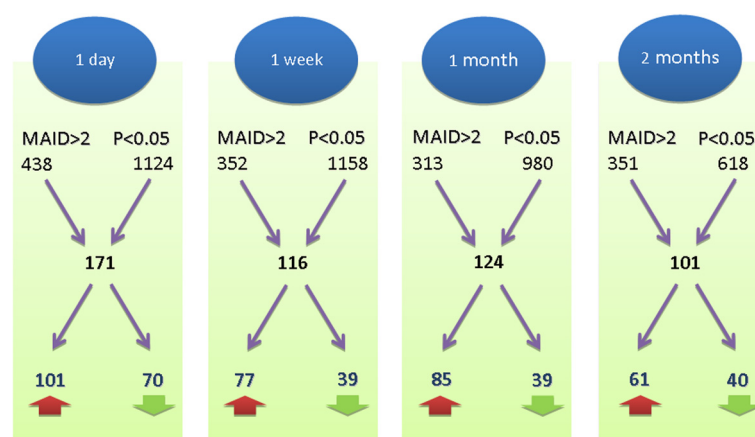 1 day
MAID>2 P<0.05
438 1124
171
101 70
1 week
MAID>2 P<0.05
352 1158
116
77 39
1 month
MAID>2 P<0.05
313 980
124
85 39
2 months
MAID>2 P<0.05
351 618
101
61 40